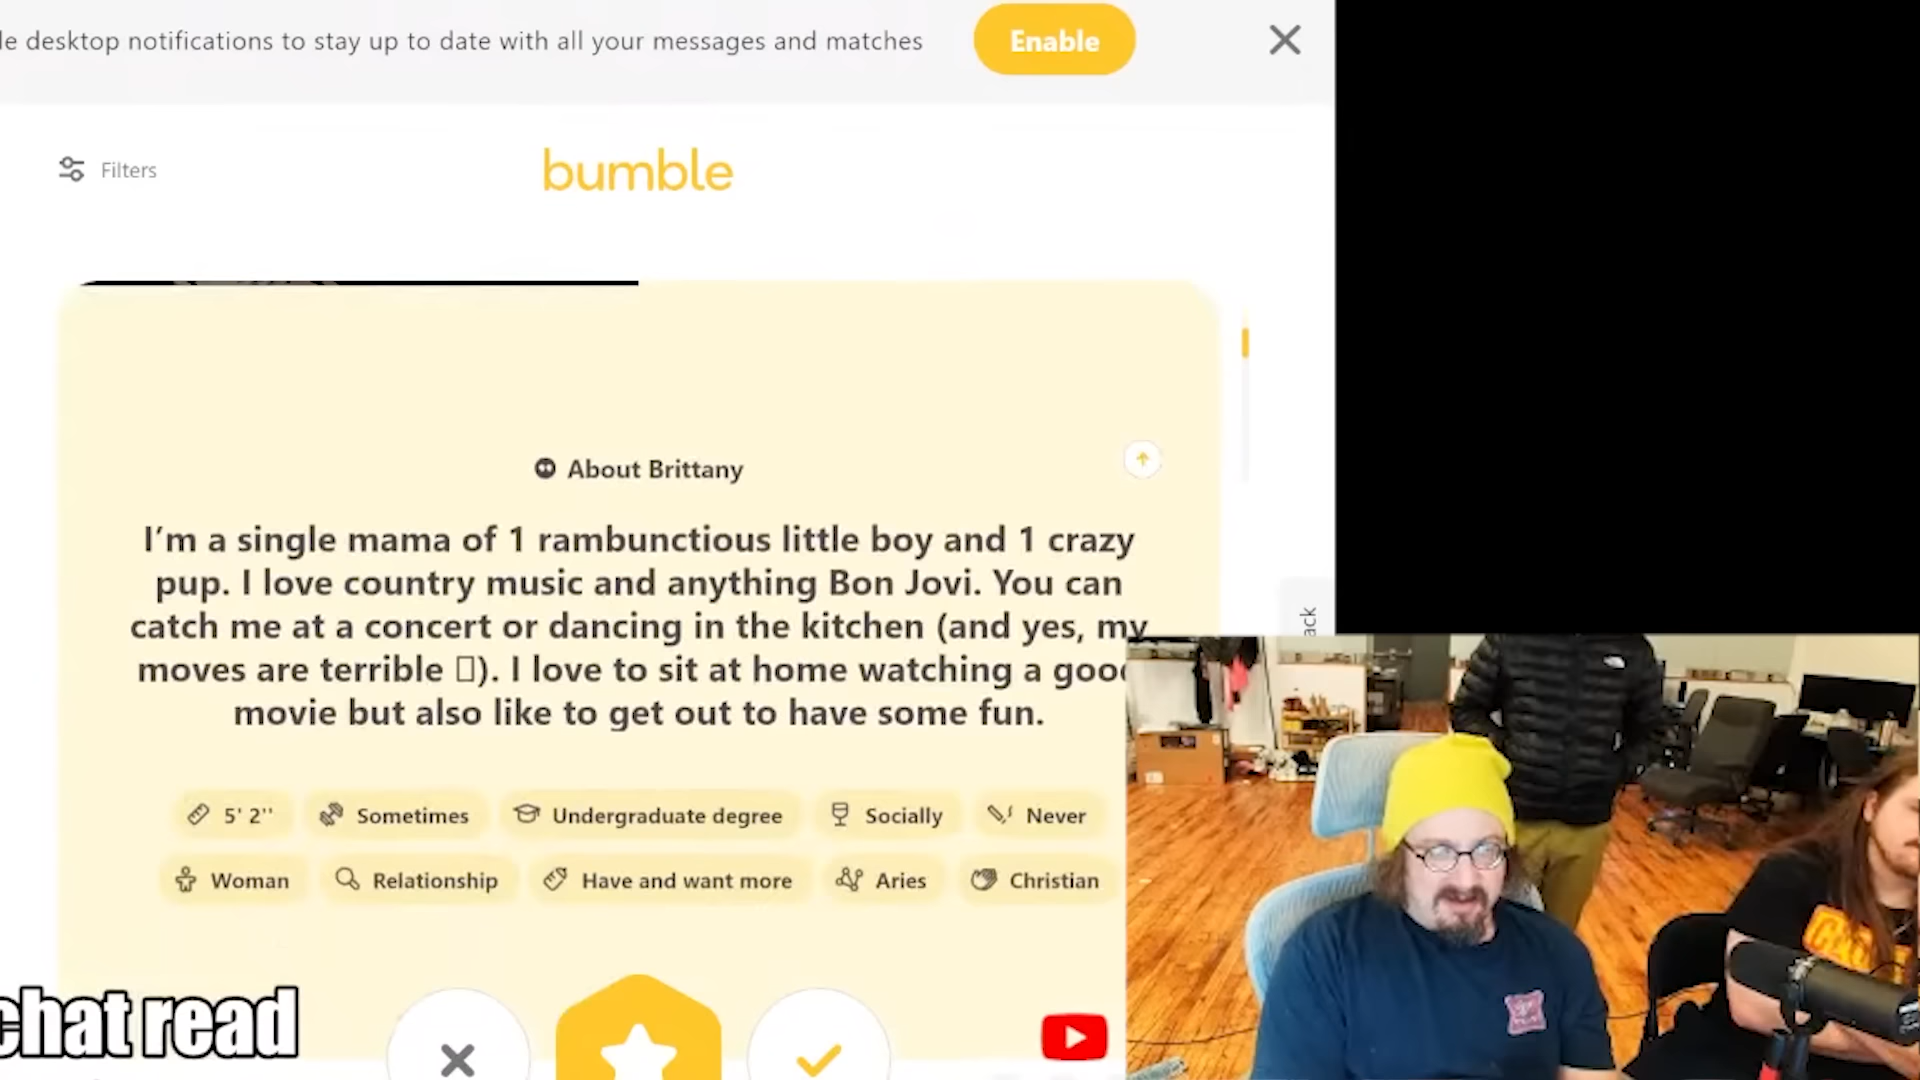 le desktop notifications to stay up to date with all your messages and matches
Enable
Filters
bumble
About Brittany
I'm a single mama of 1 rambunctious little boy and 1 crazy
pup. I love country music and anything Bon Jovi. You can
catch me at a concert or dancing in the kitchen (and yes, my
moves are terrible ▯). I love to sit at home watching a good
movie but also like to get out to have some fun.
5' 2''
Sometimes
Undergraduate degree
Socially
Never
Woman
Relationship
Have and want more
Aries
Christian
chat read